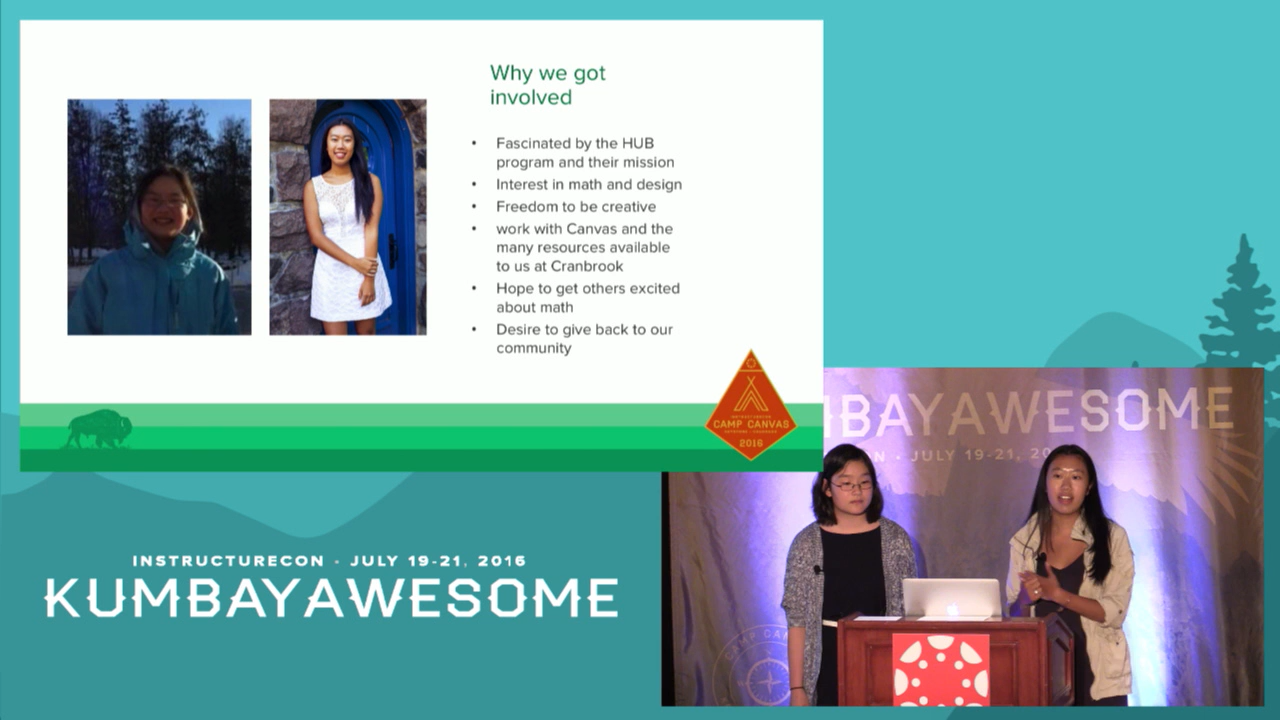 Why we got
involved
• Fascinated by the HUB
program and their mission
• Interest in math and design
• Freedom to be creative
• work with Canvas and the
many resources available
to us at Cranbrook
• Hope to get others excited
about math
• Desire to give back to our
community
CAMP CANVAS
2016
INSTRUCTURECON - JULY 19-21, 2016
KUMBAYAWESOME
MBAYAWESOME
N • JULY 19-21, 20
CAMP CA